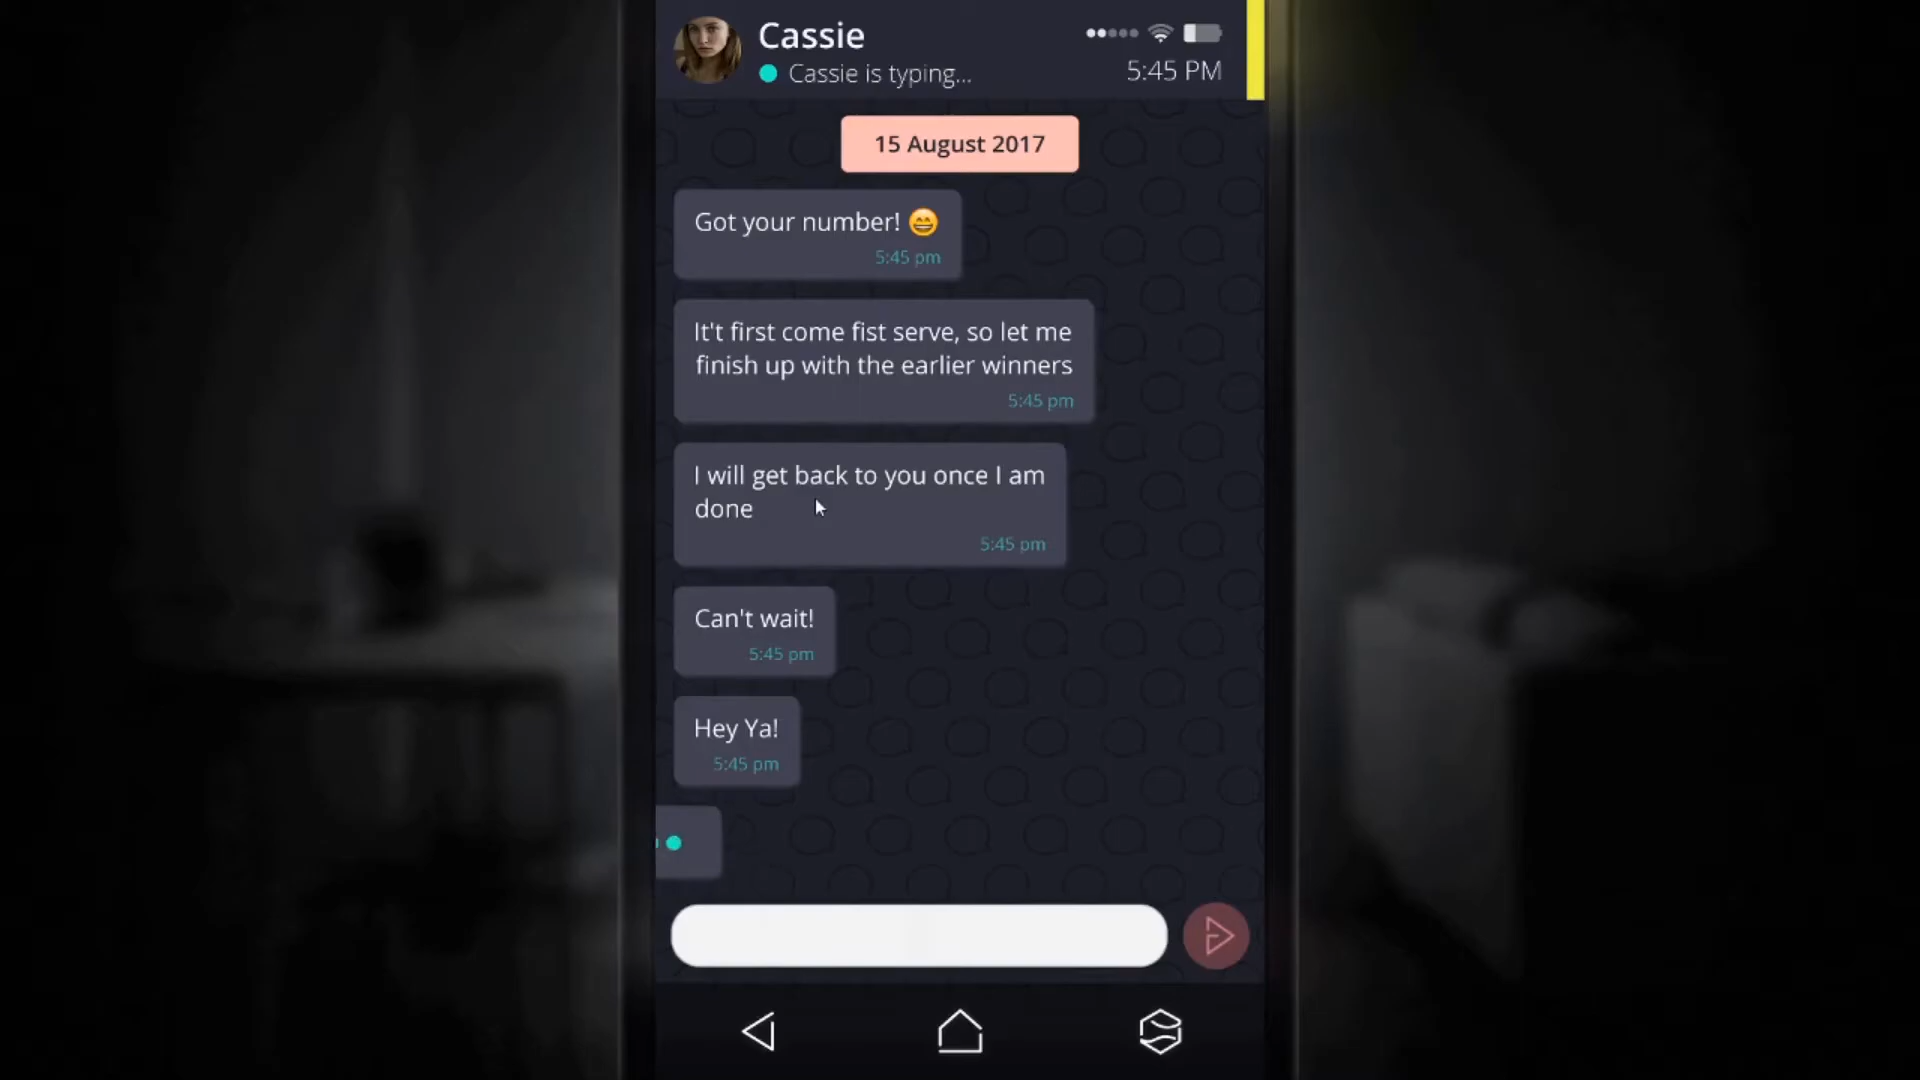 Cassie
Cassie is typing...
5:45 PM
15 August 2017
Got your number! 😄
5:45 pm
It't first come fist serve, so let me
finish up with the earlier winners
5:45 pm
I will get back to you once I am
done
5:45 pm
Can't wait!
5:45 pm
Hey Ya!
5:45 pm